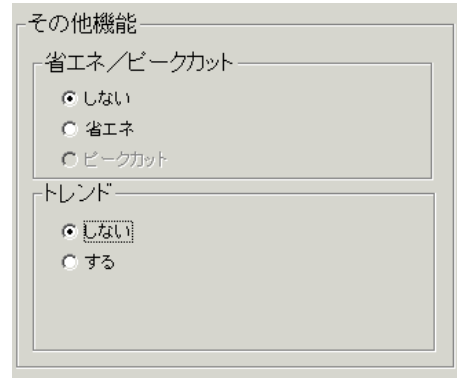 その他機能
省エネ／ピークカット
しない
省エネ
ピークカット
トレンド
しない
する